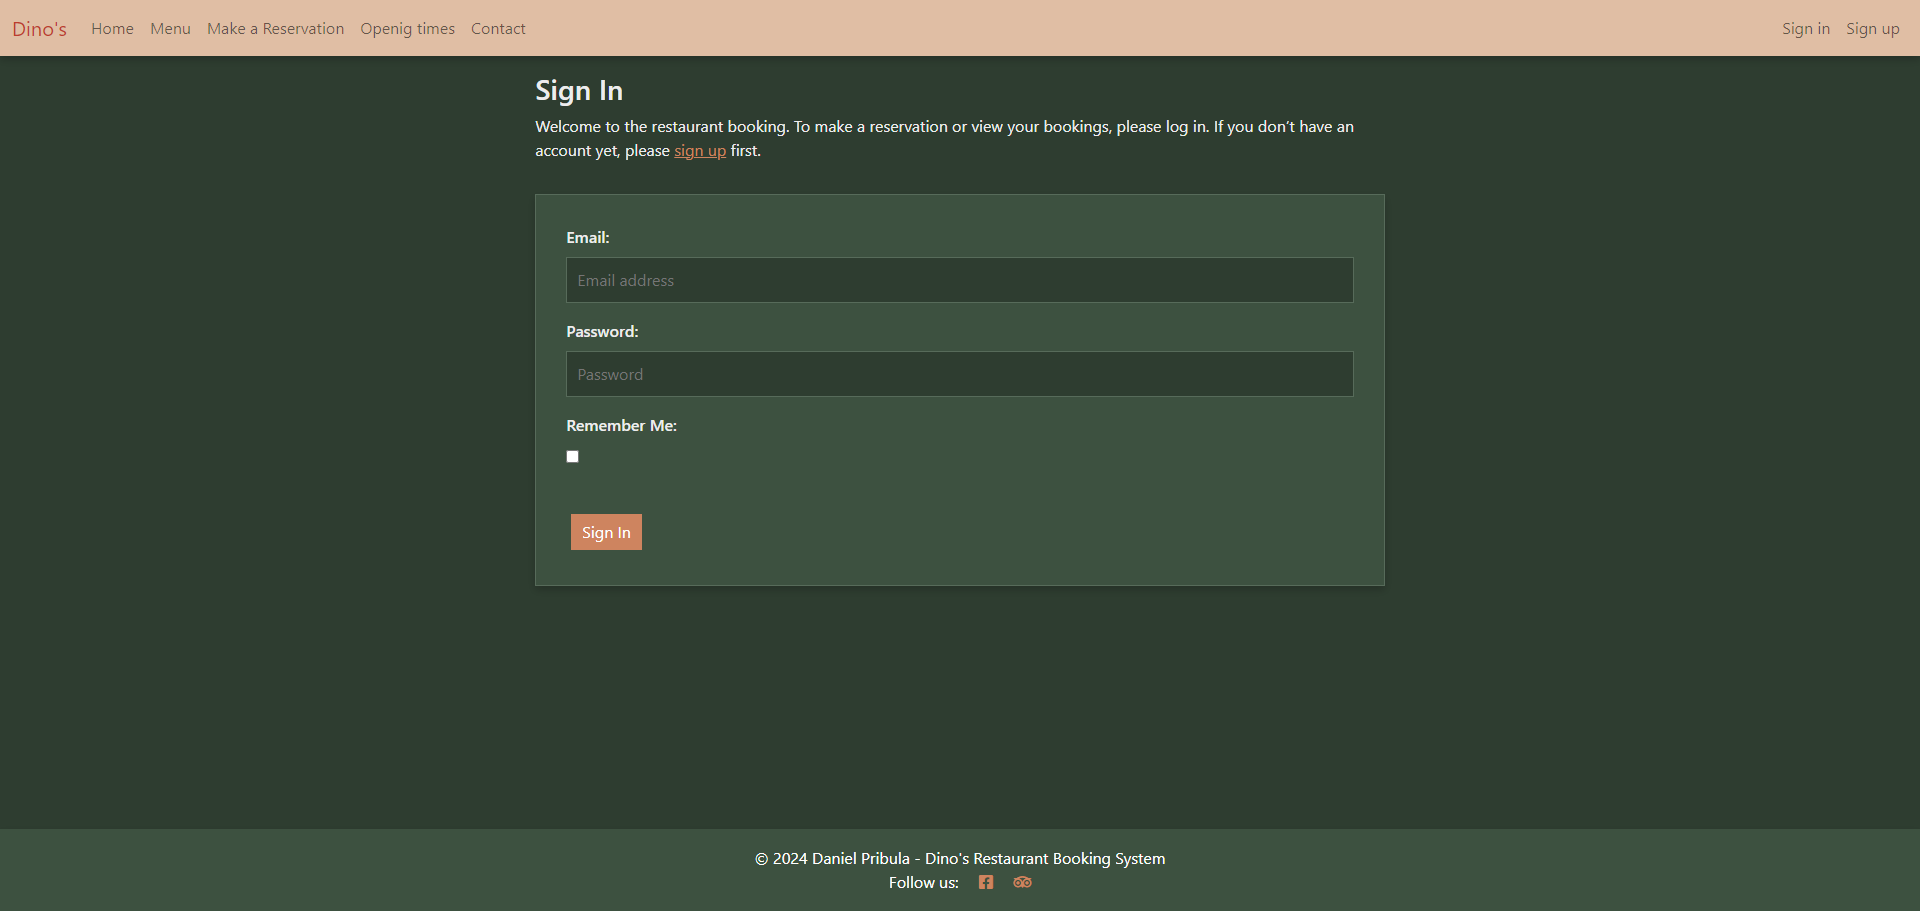 Dino's Home Menu Make a Reservation Openig times Contact Sign in Sign up
Sign In
Welcome to the restaurant booking. To make a reservation or view your bookings, please log in. If you don’t have an
account yet, please sign up first.
Email:
Email address
Password:
Password
Remember Me:
Sign In
© 2024 Daniel Pribula - Dino's Restaurant Booking System
Follow us: